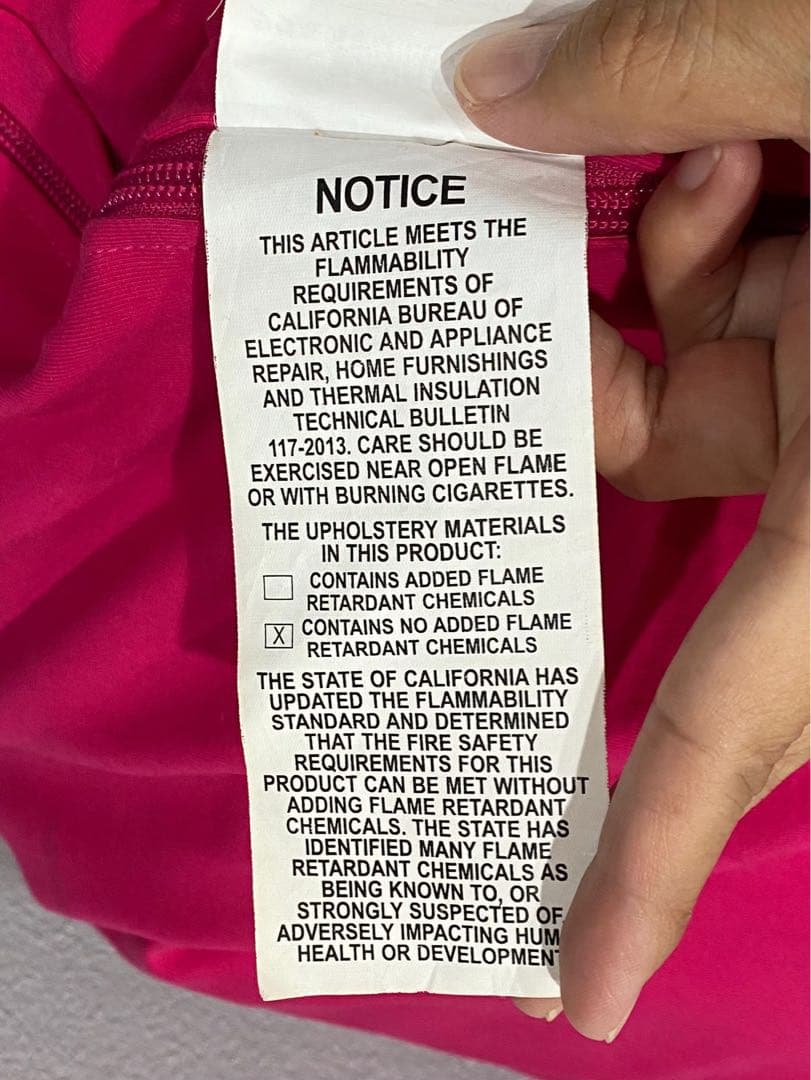 NOTICE
THIS ARTICLE MEETS THE
FLAMMABILITY
REQUIREMENTS OF
CALIFORNIA BUREAU OF
ELECTRONIC AND APPLIANCE
REPAIR, HOME FURNISHINGS
AND THERMAL INSULATION
TECHNICAL BULLETIN
117-2013. CARE SHOULD BE
EXERCISED NEAR OPEN FLAME
OR WITH BURNING CIGARETTES.
THE UPHOLSTERY MATERIALS
IN THIS PRODUCT:
CONTAINS ADDED FLAME
RETARDANT CHEMICALS
X CONTAINS NO ADDED FLAME
RETARDANT CHEMICALS
THE STATE OF CALIFORNIA HAS
UPDATED THE FLAMMABILITY
STANDARD AND DETERMINED
THAT THE FIRE SAFETY
REQUIREMENTS FOR THIS
PRODUCT CAN BE MET WITHOUT
ADDING FLAME RETARDANT
CHEMICALS. THE STATE HAS
IDENTIFIED MANY FLAME
RETARDANT CHEMICALS AS
BEING KNOWN TO, OR
STRONGLY SUSPECTED OF
ADVERSELY IMPACTING HUM
HEALTH OR DEVELOPMENT